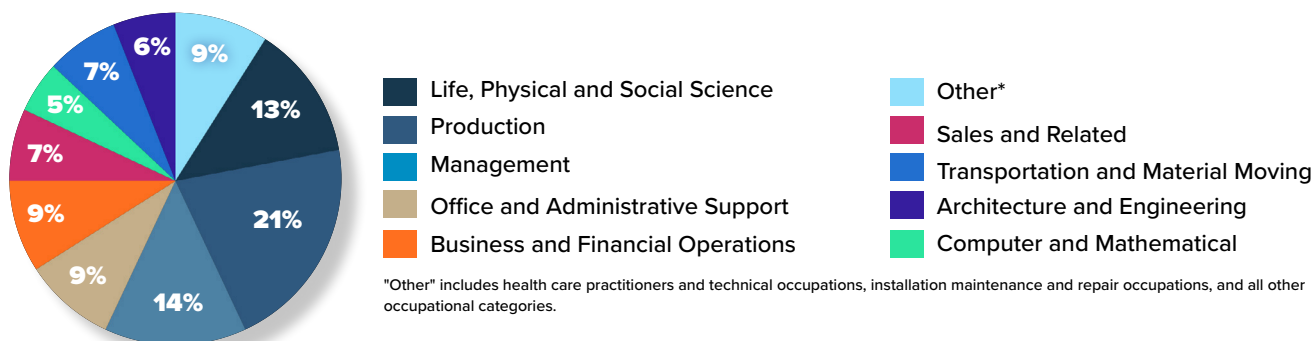 6%
9%
7%
13%
5%
7%
9%
21%
9%
14%
Life, Physical and Social Science
Production
Management
Office and Administrative Support
Business and Financial Operations
Other*
Sales and Related
Transportation and Material Moving
Architecture and Engineering
Computer and Mathematical
"Other" includes health care practitioners and technical occupations, installation maintenance and repair occupations, and all other
occupational categories.